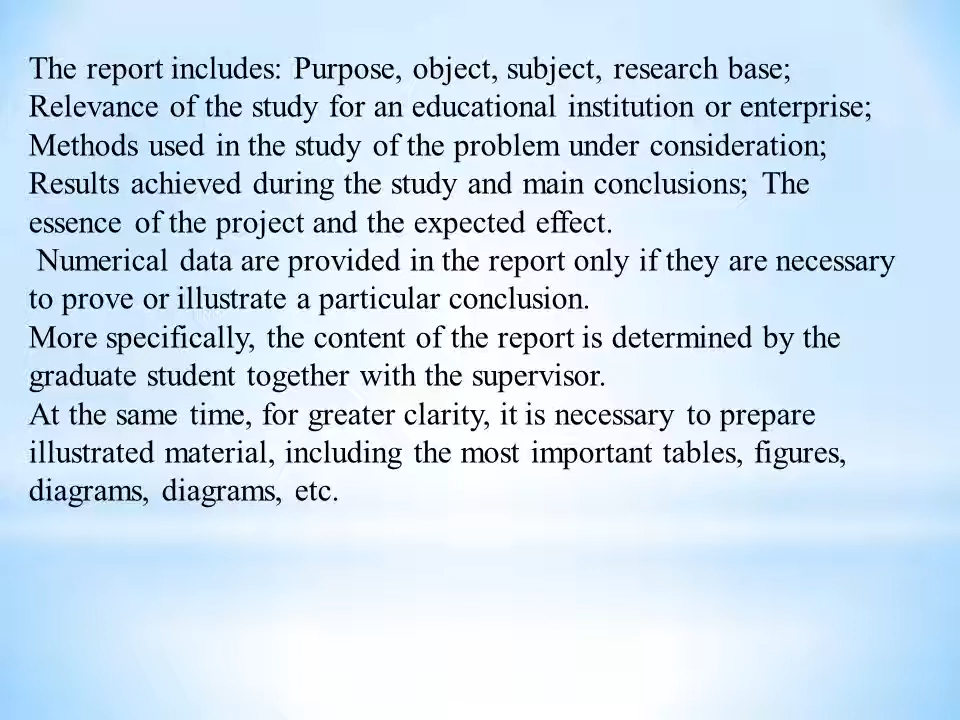 The report includes: Purpose, object, subject, research base;
Relevance of the study for an educational institution or enterprise;
Methods used in the study of the problem under consideration;
Results achieved during the study and main conclusions; The
essence of the project and the expected effect.
Numerical data are provided in the report only if they are necessary
to prove or illustrate a particular conclusion.
More specifically, the content of the report is determined by the
graduate student together with the supervisor.
At the same time, for greater clarity, it is necessary to prepare
illustrated material, including the most important tables, figures,
diagrams, diagrams, etc.